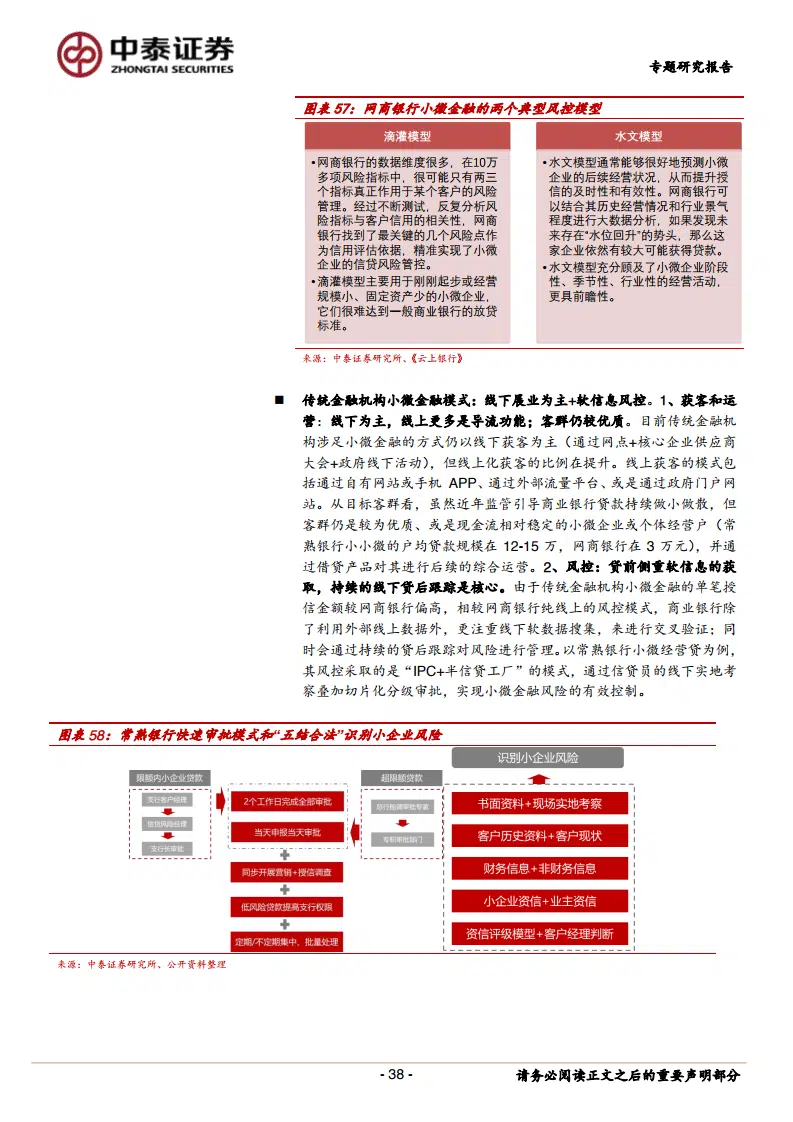 中泰证券
ZHONGTAI SECURITIES
专题研究报告
图表 57：网商银行小微金融的两个典型风控模型
滴灌模型
•网商银行的数据维度很多，在10万
多项风险指标中，很可能只有两三
个指标真正作用于某个客户的风险
管理。经过不断测试，反复分析风
险指标与客户信用的相关性，网商
银行找到了最关键的几个风险点作
为信用评估依据，精准实现了小微
企业的信贷风险管控。
•滴灌模型主要用于刚刚起步或经营
规模小、固定资产少的小微企业，
它们很难达到一般商业银行的放贷
标准。
水文模型
•水文模型通常能够很好地预测小微
企业的后续经营状况，从而提升授
信的及时性和有效性。网商银行可
以结合其历史经营情况和行业景气
程度进行大数据分析，如果发现未
来存在“水位回升”的势头，那么这
家企业依然有较大可能获得贷款。
•水文模型充分顾及了小微企业阶段
性、季节性、行业性的经营活动，
更具前瞻性。
来源：中泰证券研究所、《云上银行》
■ 传统金融机构小微金融模式：线下展业为主+软信息风控。1、获客和运
营：线下为主，线上更多是导流功能；客群仍较优质。目前传统金融机
构涉足小微金融的方式仍以线下获客为主（通过网点+核心企业供应商
大会+政府线下活动），但线上化获客的比例在提升。线上获客的模式包
括通过自有网站或手机 APP、通过外部流量平台、或是通过政府门户网
站。从目标客群看，虽然近年监管引导商业银行贷款持续做小做散，但
客群仍是较为优质、或是现金流相对稳定的小微企业或个体经营户（常
熟银行小小微的户均贷款规模在 12-15 万，网商银行在 3 万元），并通
过借贷产品对其进行后续的综合运营。2、风控：贷前侧重软信息的获
取，持续的线下贷后跟踪是核心。由于传统金融机构小微金融的单笔授
信金额较网商银行偏高，相较网商银行纯线上的风控模式，商业银行除
了利用外部线上数据外，更注重线下软数据搜集，来进行交叉验证；同
时会通过持续的贷后跟踪对风险进行管理。以常熟银行小微经营贷为例，
其风控采取的是“IPC+半信贷工厂”的模式，通过信贷员的线下实地考
察叠加切片化分级审批，实现小微金融风险的有效控制。
图表 58：常熟银行快速审批模式和“五结合法”识别小企业风险
限额内小企业贷款
支行客户经理
信贷风险经理
支行长审批
2个工作日完成全部审批
当天申报当天审批
同步开展营销+授信调查
低风险贷款提高支行权限
定期/不定期集中，批量处理
超限额贷款
专职审批部门
识别小企业风险
书面资料+现场实地考察
客户历史资料+客户现状
财务信息+非财务信息
小企业资信+业主资信
资信评级模型+客户经理判断
来源：中泰证券研究所、公开资料整理
- 38 -
请务必阅读正文之后的重要声明部分